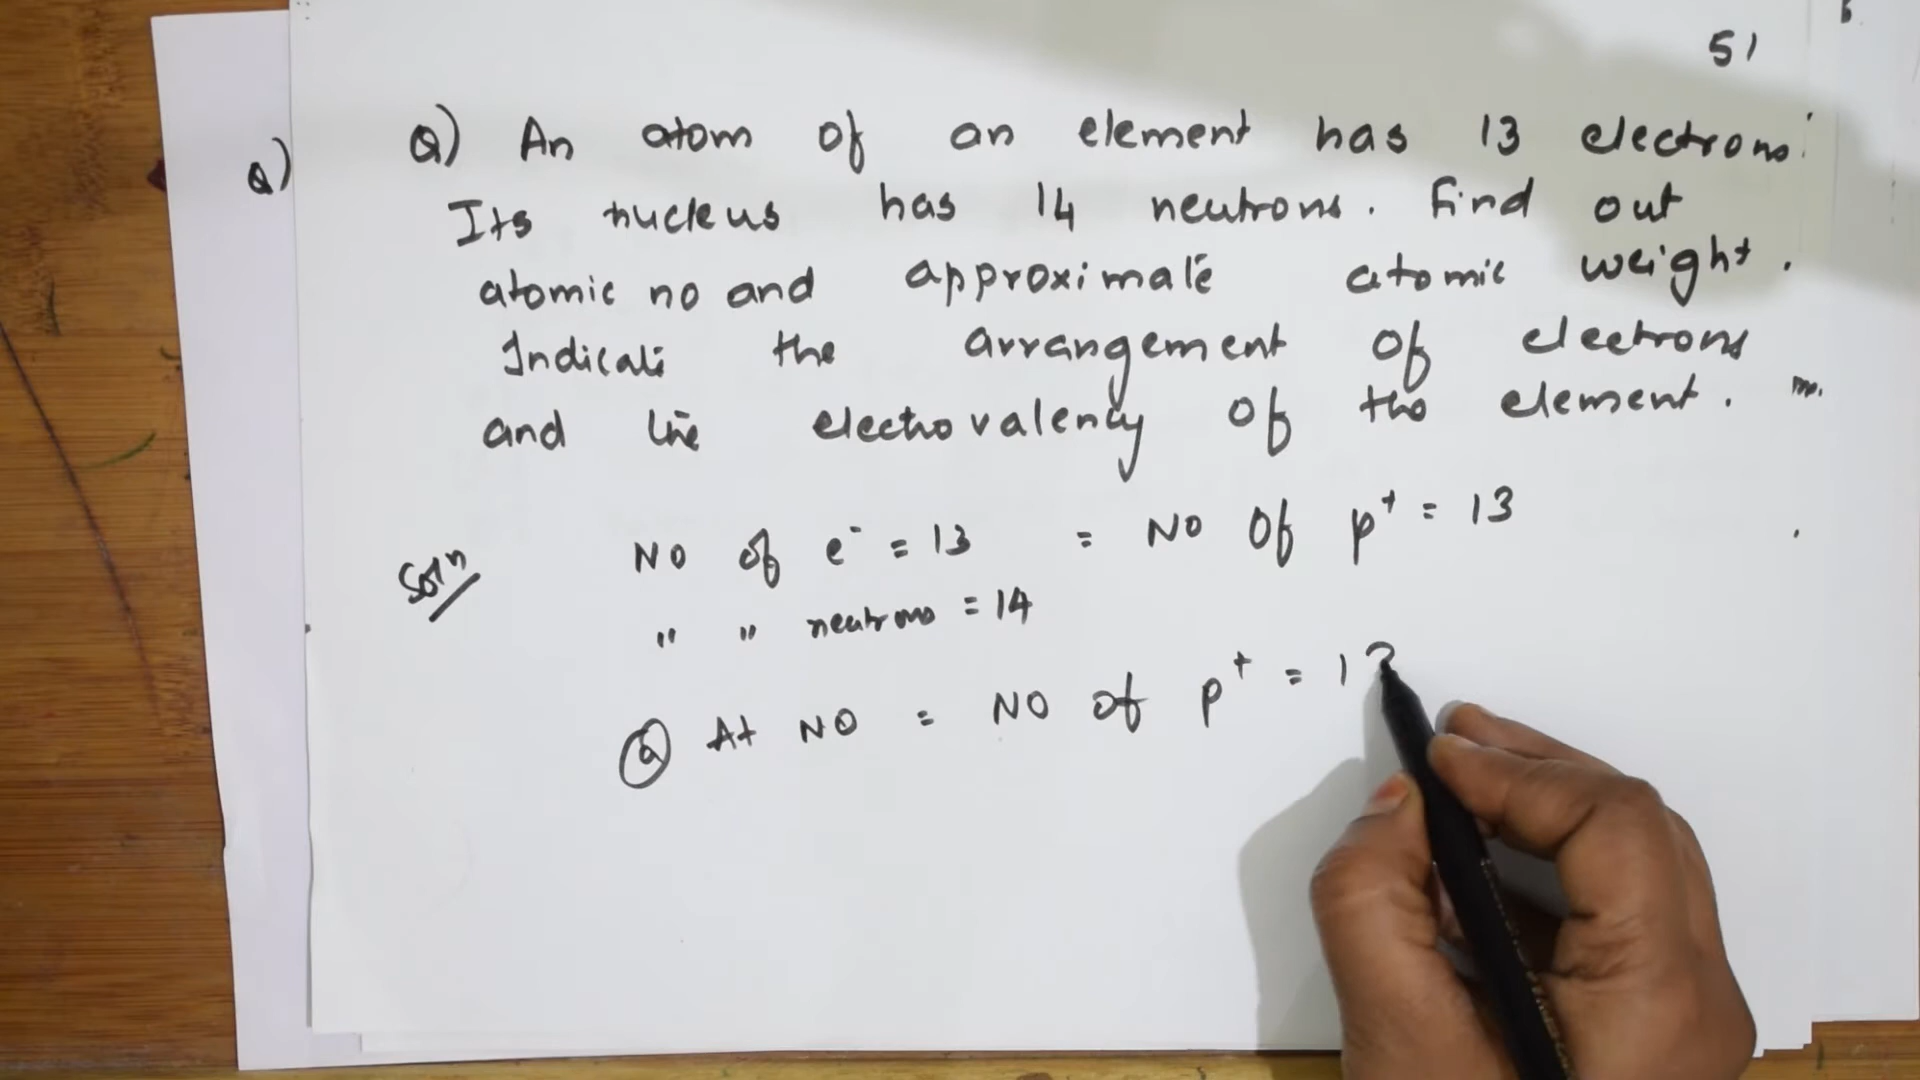 51
Q) Q) An atom of an element has 13 electrons.
Its nucleus has 14 neutrons. Find out
atomic no and approximate atomic weight.
Indicate the arrangement of electrons
and the electrovalency of the element.
Soln No of e- = 13 = No of p+ = 13
" " neutrons = 14
a At No = No of p+ = 13